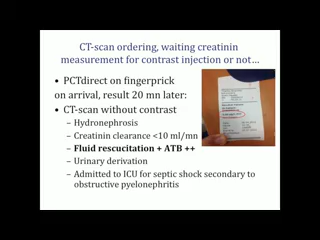 CT-scan ordering, waiting creatinin
measurement for contrast injection or not…
• PCTdirect on fingerprick
on arrival, result 20 mn later:
• CT-scan without contrast
– Hydronephrosis
– Creatinin clearance <10 ml/mn
– Fluid rescucitation + ATB ++
– Urinary derivation
– Admitted to ICU for septic shock secondary to
obstructive pyelonephritis